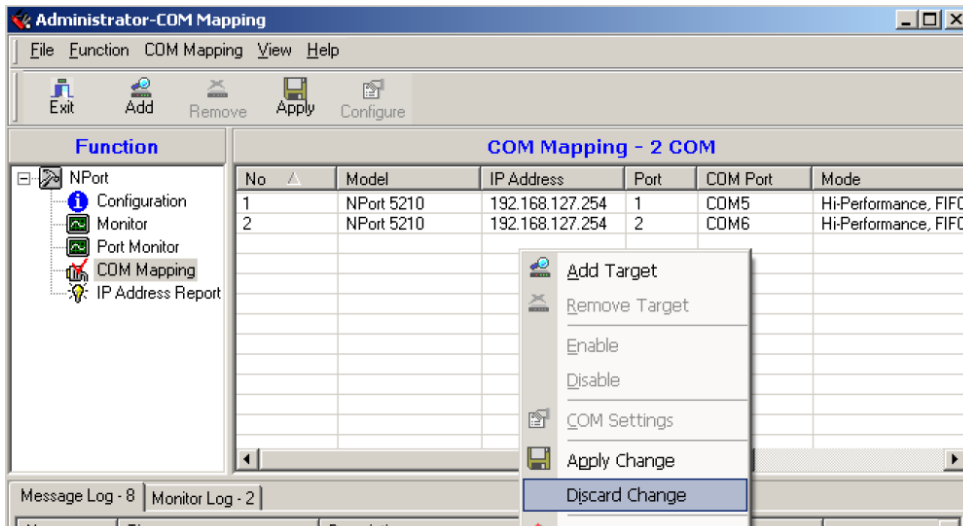 Administrator-COM Mapping
File Function COM Mapping View Help
Exit Add Remove Apply Configure
Function
COM Mapping - 2 COM
NPort
Configuration
Monitor
Port Monitor
COM Mapping
IP Address Report
No Model IP Address Port COM Port Mode
1 NPort 5210 192.168.127.254 1 COM5 Hi-Performance, FIFO
2 NPort 5210 192.168.127.254 2 COM6 Hi-Performance, FIFO
Add Target
Remove Target
Enable
Disable
COM Settings
Apply Change
Discard Change
Message Log - 8 Monitor Log - 2